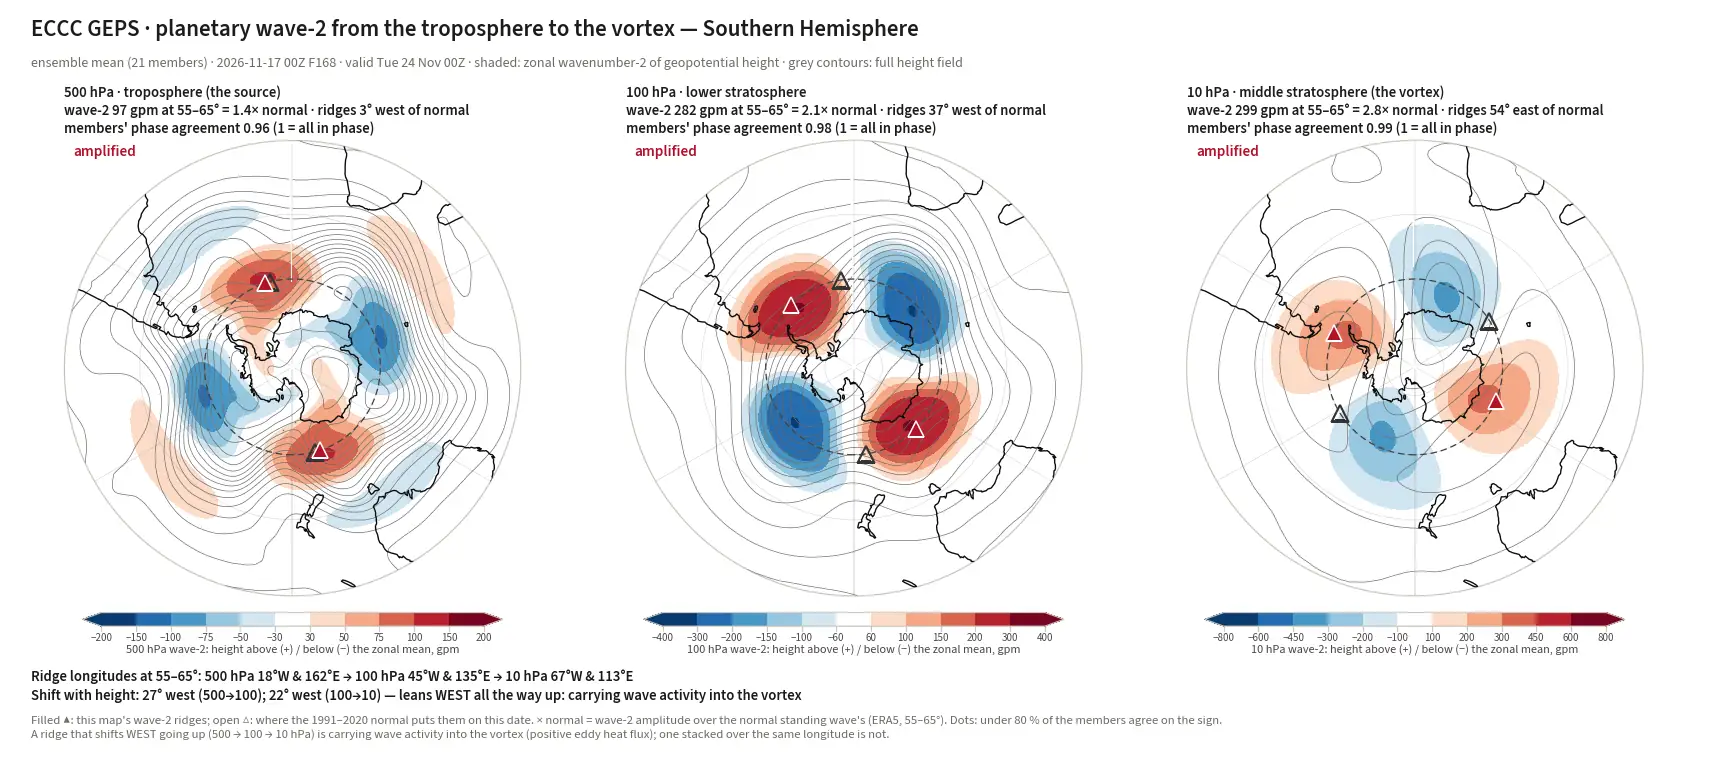 ECCC GEPS · planetary wave-2 from the troposphere to the vortex — Southern Hemisphere
ensemble mean (21 members) · 2026-11-17 00Z F168 · valid Tue 24 Nov 00Z · shaded: zonal wavenumber-2 of geopotential height · grey contours: full height field
500 hPa · troposphere (the source)
wave-2 97 gpm at 55–65° = 1.4× normal · ridges 3° west of normal
members' phase agreement 0.96 (1 = all in phase)
amplified
100 hPa · lower stratosphere
wave-2 282 gpm at 55–65° = 2.1× normal · ridges 37° west of normal
members' phase agreement 0.98 (1 = all in phase)
amplified
10 hPa · middle stratosphere (the vortex)
wave-2 299 gpm at 55–65° = 2.8× normal · ridges 54° east of normal
members' phase agreement 0.99 (1 = all in phase)
amplified
−200 −150 −100 −75 −50 −30 30 50 75 100 150 200
500 hPa wave-2: height above (+) / below (−) the zonal mean, gpm
−400 −300 −200 −150 −100 −60 60 100 150 200 300 400
100 hPa wave-2: height above (+) / below (−) the zonal mean, gpm
−800 −600 −450 −300 −200 −100 100 200 300 450 600 800
10 hPa wave-2: height above (+) / below (−) the zonal mean, gpm
Ridge longitudes at 55–65°: 500 hPa 18°W & 162°E → 100 hPa 45°W & 135°E → 10 hPa 67°W & 113°E
Shift with height: 27° west (500→100); 22° west (100→10) — leans WEST all the way up: carrying wave activity into the vortex
Filled ▲: this map's wave-2 ridges; open △: where the 1991–2020 normal puts them on this date. × normal = wave-2 amplitude over the normal standing wave's (ERA5, 55–65°). Dots: under 80 % of the members agree on the sign.
A ridge that shifts WEST going up (500 → 100 → 10 hPa) is carrying wave activity into the vortex (positive eddy heat flux); one stacked over the same longitude is not.